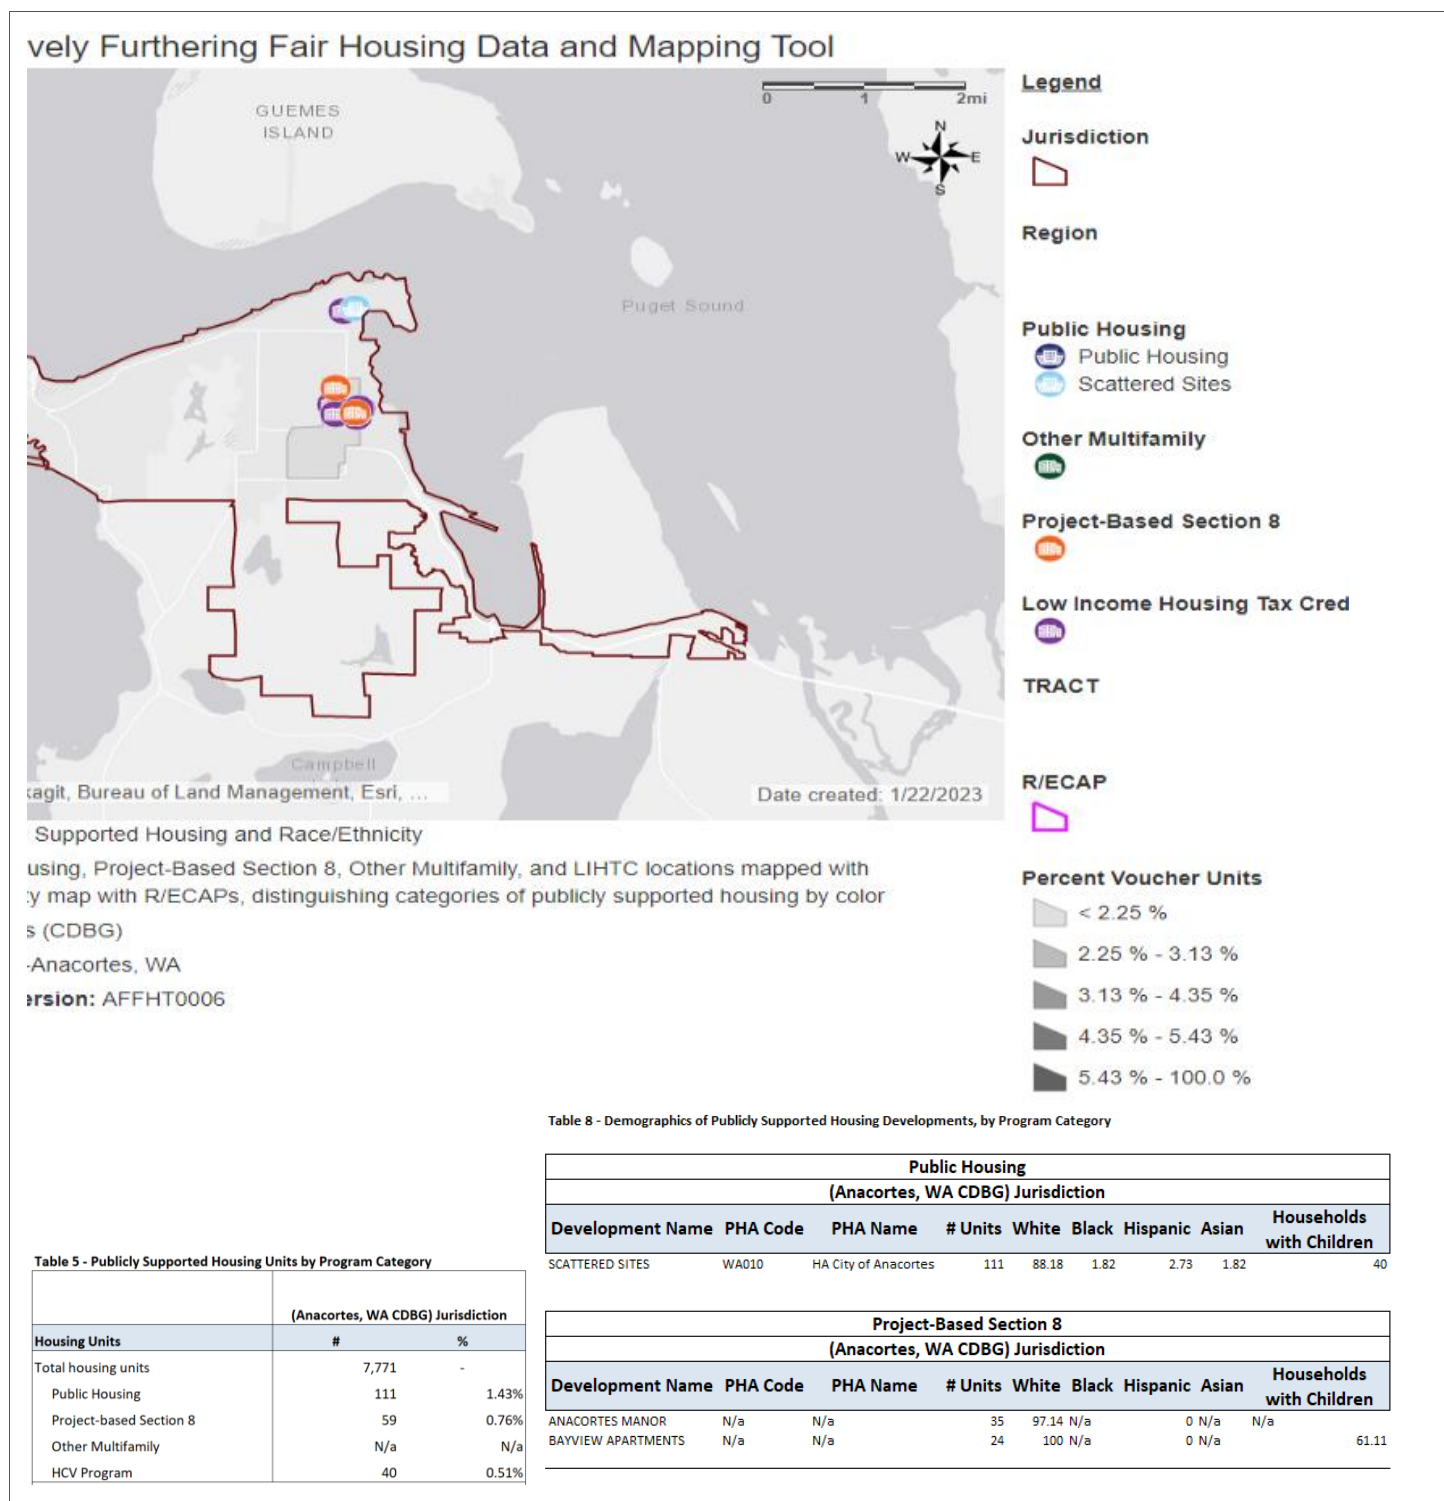 vely Furthering Fair Housing Data and Mapping Tool
GUEMES
ISLAND
0 1 2mi
N
W E
S
Puget Sound
Campbell
kagit, Bureau of Land Management, Esri, ...
Date created: 1/22/2023
Legend
Jurisdiction
Region
Public Housing
Public Housing
Scattered Sites
Other Multifamily
Project-Based Section 8
Low Income Housing Tax Cred
TRACT
R/ECAP
Percent Voucher Units
< 2.25 %
2.25 % - 3.13 %
3.13 % - 4.35 %
4.35 % - 5.43 %
5.43 % - 100.0 %
Supported Housing and Race/Ethnicity
using, Project-Based Section 8, Other Multifamily, and LIHTC locations mapped with
ty map with R/ECAPs, distinguishing categories of publicly supported housing by color
s (CDBG)
-Anacortes, WA
ersion: AFFHT0006
Table 5 - Publicly Supported Housing Units by Program Category
(Anacortes, WA CDBG) Jurisdiction
Housing Units # %
Total housing units 7,771 -
Public Housing 111 1.43%
Project-based Section 8 59 0.76%
Other Multifamily N/a N/a
HCV Program 40 0.51%
Table 8 - Demographics of Publicly Supported Housing Developments, by Program Category
Public Housing
(Anacortes, WA CDBG) Jurisdiction
Development Name PHA Code PHA Name # Units White Black Hispanic Asian Households with Children
SCATTERED SITES WA010 HA City of Anacortes 111 88.18 1.82 2.73 1.82 40
Project-Based Section 8
(Anacortes, WA CDBG) Jurisdiction
Development Name PHA Code PHA Name # Units White Black Hispanic Asian Households with Children
ANACORTES MANOR N/a N/a 35 97.14 N/a 0 N/a N/a
BAYVIEW APARTMENTS N/a N/a 24 100 N/a 0 N/a 61.11